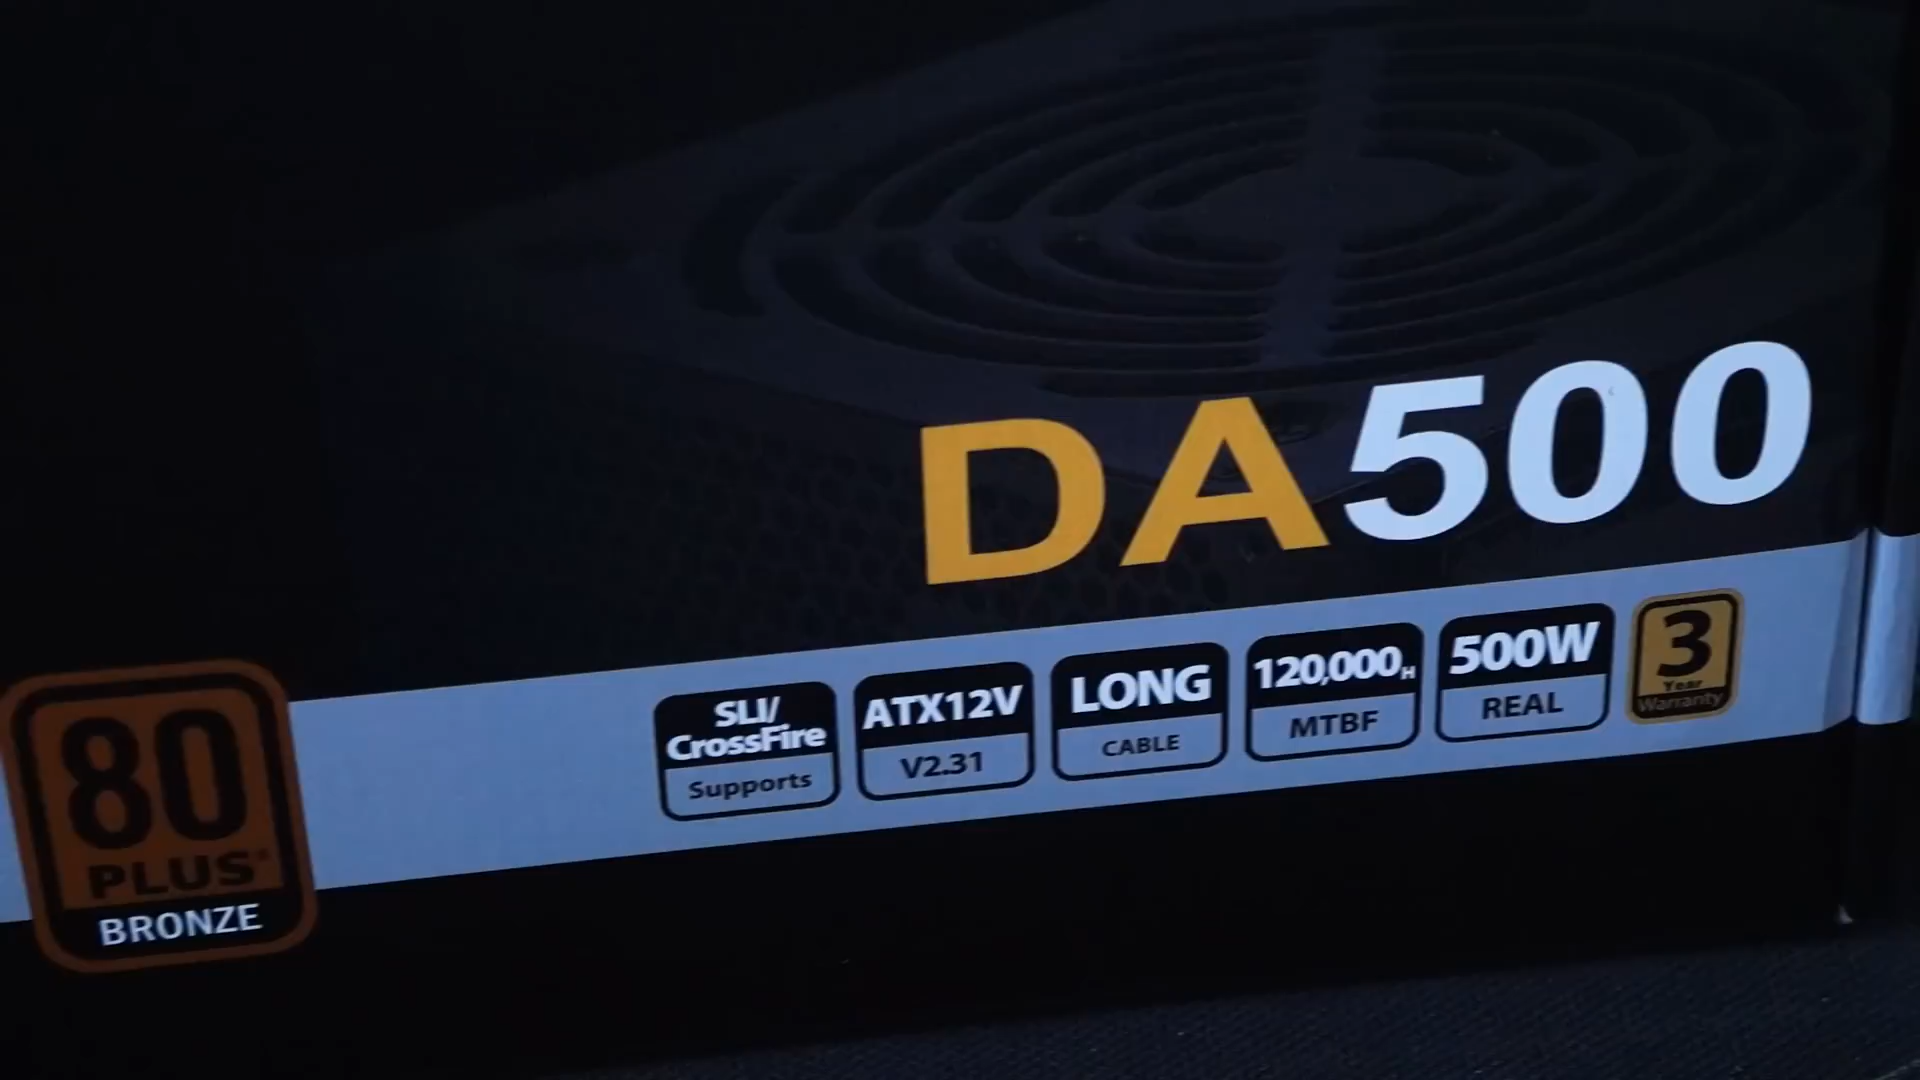 DA500
80
PLUS®
BRONZE
SLI/
CrossFire
Supports
ATX12V
V2.31
LONG
CABLE
120,000H
MTBF
500W
REAL
3
Year
Warranty